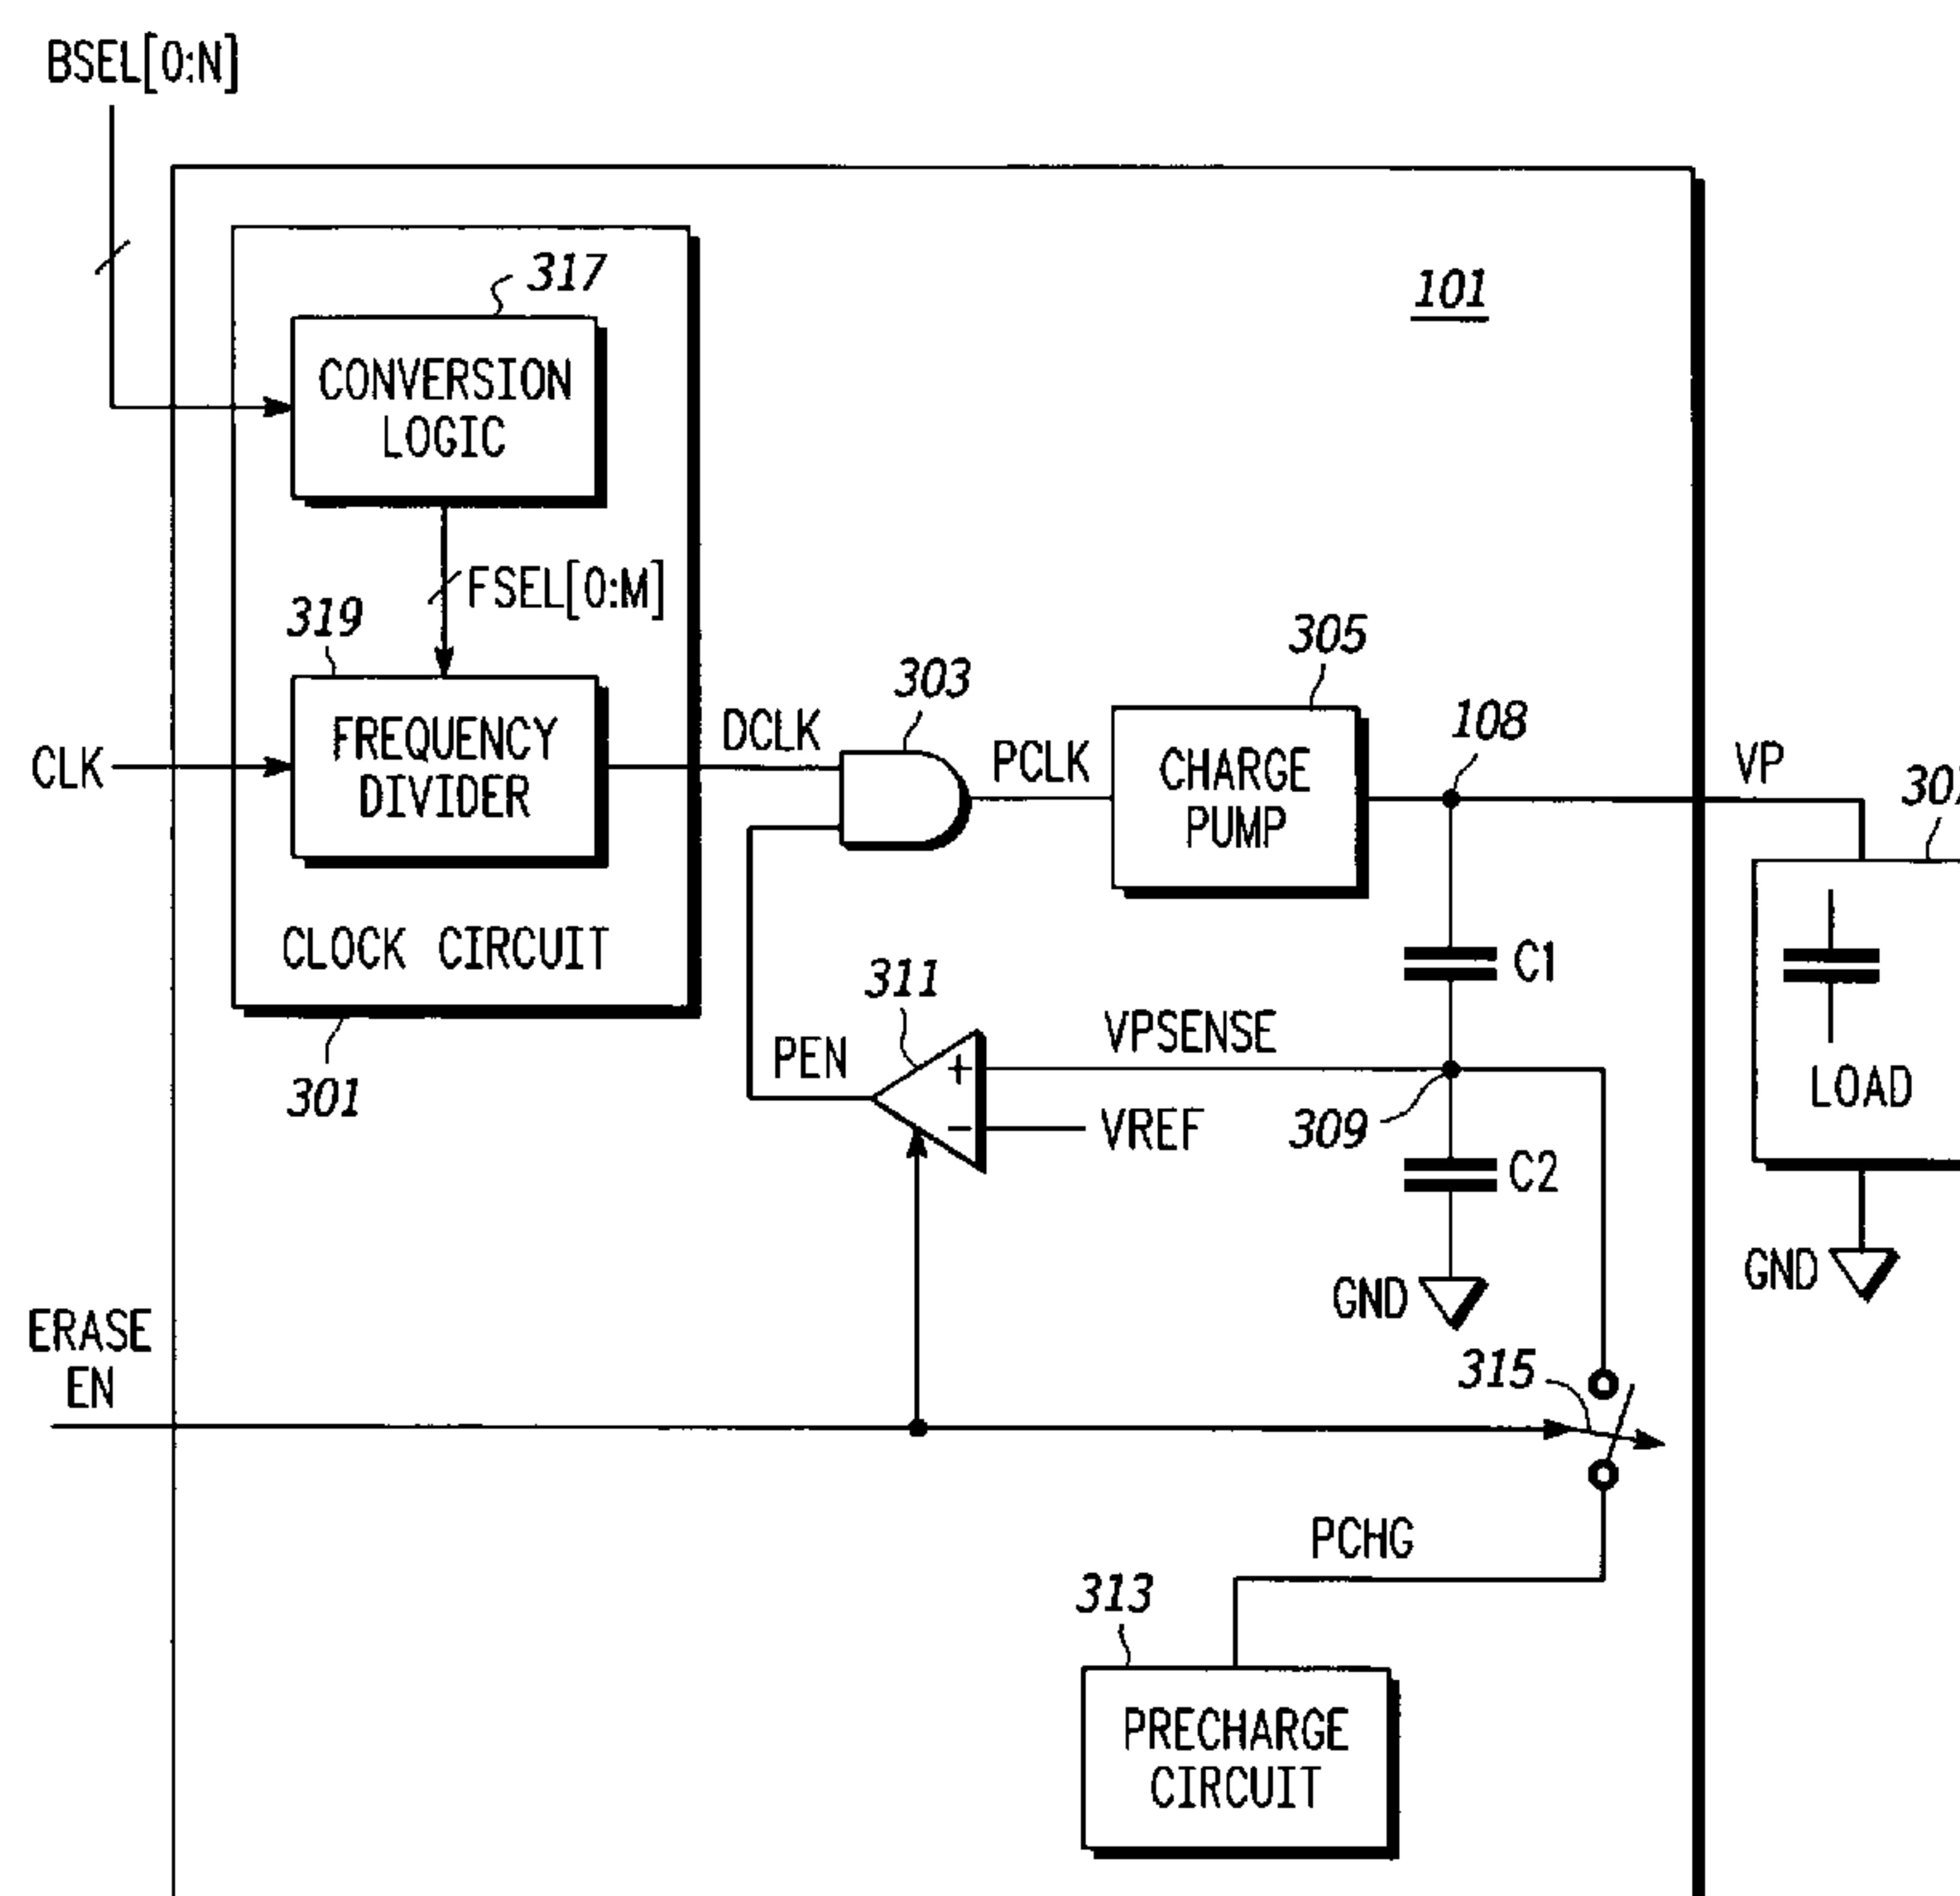 BSEL[0:N]
317
101
CONVERSION
LOGIC
FSEL[0:M]
319
305
303
108
DCLK
PCLK
VP
FREQUENCY
DIVIDER
CLK
CHARGE
PUMP
CLOCK CIRCUIT
C1
311
VPSENSE
PEN
+
301
309
–
VREF
LOAD
C2
GND
GND
ERASE
EN
315
PCHG
313
PRECHARGE
CIRCUIT